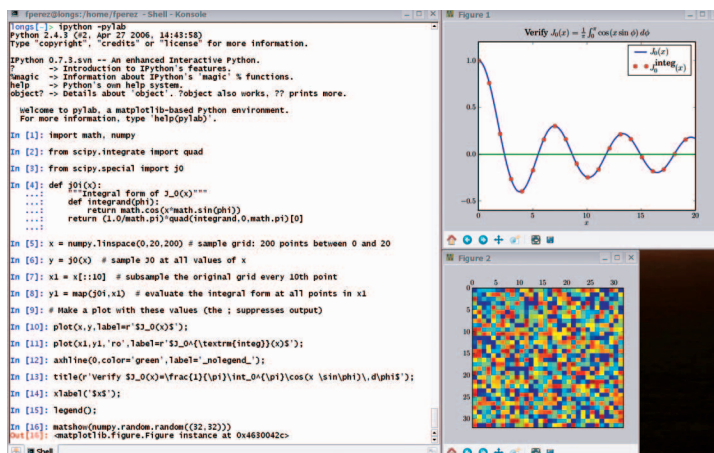 fperez@longs:/home/fperez - Shell - Konsole
longs[~]> ipython -pylab
Python 2.4.3 (#2, Apr 27 2006, 14:43:58)
Type "copyright", "credits" or "license" for more information.
IPython 0.7.3.svn -- An enhanced Interactive Python.
?         -> Introduction to IPython's features.
%magic    -> Information about IPython's 'magic' % functions.
help      -> Python's own help system.
object?   -> Details about 'object'. ?object also works, ?? prints more.
Welcome to pylab, a matplotlib-based Python environment.
For more information, type 'help(pylab)'.
In [1]: import math, numpy
In [2]: from scipy.integrate import quad
In [3]: from scipy.special import j0
In [4]: def j0i(x):
   ...:     """Integral form of J_0(x)"""
   ...:     def integrand(phi):
   ...:         return math.cos(x*math.sin(phi))
   ...:     return (1.0/math.pi)*quad(integrand,0,math.pi)[0]
   ...:
In [5]: x = numpy.linspace(0,20,200) # sample grid: 200 points between 0 and 20
In [6]: y = j0(x)  # sample J0 at all values of x
In [7]: x1 = x[::10]  # subsample the original grid every 10th point
In [8]: y1 = map(j0i,x1)  # evaluate the integral form at all points in x1
In [9]: # Make a plot with these values (the ; suppresses output)
In [10]: plot(x,y,label=r'$J_0(x)$');
In [11]: plot(x1,y1,'ro',label=r'$J_0^{\textrm{integ}}(x)$');
In [12]: axhline(0,color='green',label='_nolegend_');
In [13]: title(r'Verify $J_0(x)=\frac{1}{\pi}\int_0^{\pi}\cos(x \sin\phi)\,d\phi$');
In [14]: xlabel('$x$');
In [15]: legend();
In [16]: matshow(numpy.random.random((32,32)))
Out[16]: <matplotlib.figure.Figure instance at 0x4630042c>
Shell
Figure 1
Verify J₀(x) = 1/π ∫₀^π cos(x sin ϕ) dϕ
J₀(x)
J₀^integ(x)
1.0
0.5
0.0
−0.5
0 5 10 15 20
x
Figure 2
0 5 10 15 20 25 30
0
5
10
15
20
25
30